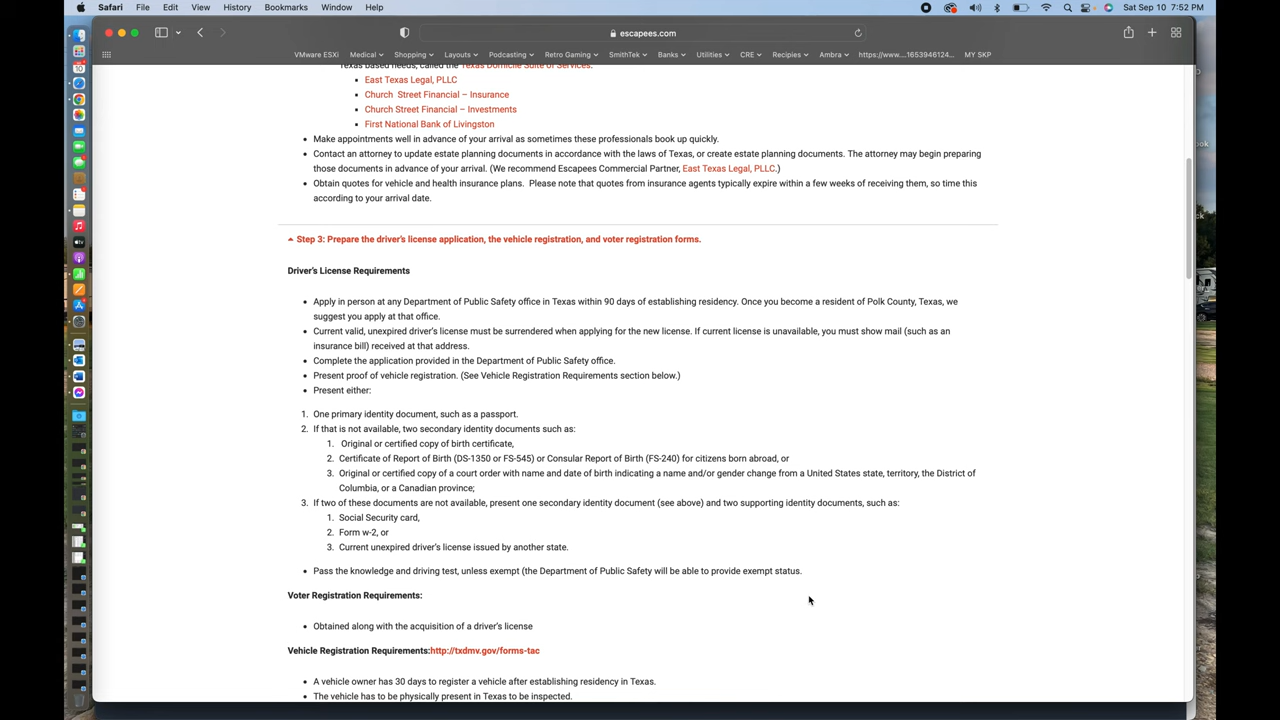 Safari File Edit View History Bookmarks Window Help Sat Sep 10 7:52 PM
escapees.com
VMware ESXi Medical Shopping Layouts Podcasting Retro Gaming SmithTek Banks Utilities CRE Recipies Ambra https://www....1653946124... MY SKP
Texas based needs, called the Texas Domicile Suite of Services.
East Texas Legal, PLLC
Church Street Financial – Insurance
Church Street Financial – Investments
First National Bank of Livingston
Make appointments well in advance of your arrival as sometimes these professionals book up quickly.
Contact an attorney to update estate planning documents in accordance with the laws of Texas, or create estate planning documents. The attorney may begin preparing
those documents in advance of your arrival. (We recommend Escapees Commercial Partner, East Texas Legal, PLLC.)
Obtain quotes for vehicle and health insurance plans. Please note that quotes from insurance agents typically expire within a few weeks of receiving them, so time this
according to your arrival date.
Step 3: Prepare the driver's license application, the vehicle registration, and voter registration forms.
Driver's License Requirements
Apply in person at any Department of Public Safety office in Texas within 90 days of establishing residency. Once you become a resident of Polk County, Texas, we
suggest you apply at that office.
Current valid, unexpired driver's license must be surrendered when applying for the new license. If current license is unavailable, you must show mail (such as an
insurance bill) received at that address.
Complete the application provided in the Department of Public Safety office.
Present proof of vehicle registration. (See Vehicle Registration Requirements section below.)
Present either:
1. One primary identity document, such as a passport.
2. If that is not available, two secondary identity documents such as:
1. Original or certified copy of birth certificate,
2. Certificate of Report of Birth (DS-1350 or FS-545) or Consular Report of Birth (FS-240) for citizens born abroad, or
3. Original or certified copy of a court order with name and date of birth indicating a name and/or gender change from a United States state, territory, the District of
Columbia, or a Canadian province;
3. If two of these documents are not available, present one secondary identity document (see above) and two supporting identity documents, such as:
1. Social Security card,
2. Form w-2, or
3. Current unexpired driver's license issued by another state.
Pass the knowledge and driving test, unless exempt (the Department of Public Safety will be able to provide exempt status.
Voter Registration Requirements:
Obtained along with the acquisition of a driver's license
Vehicle Registration Requirements:http://txdmv.gov/forms-tac
A vehicle owner has 30 days to register a vehicle after establishing residency in Texas.
The vehicle has to be physically present in Texas to be inspected.